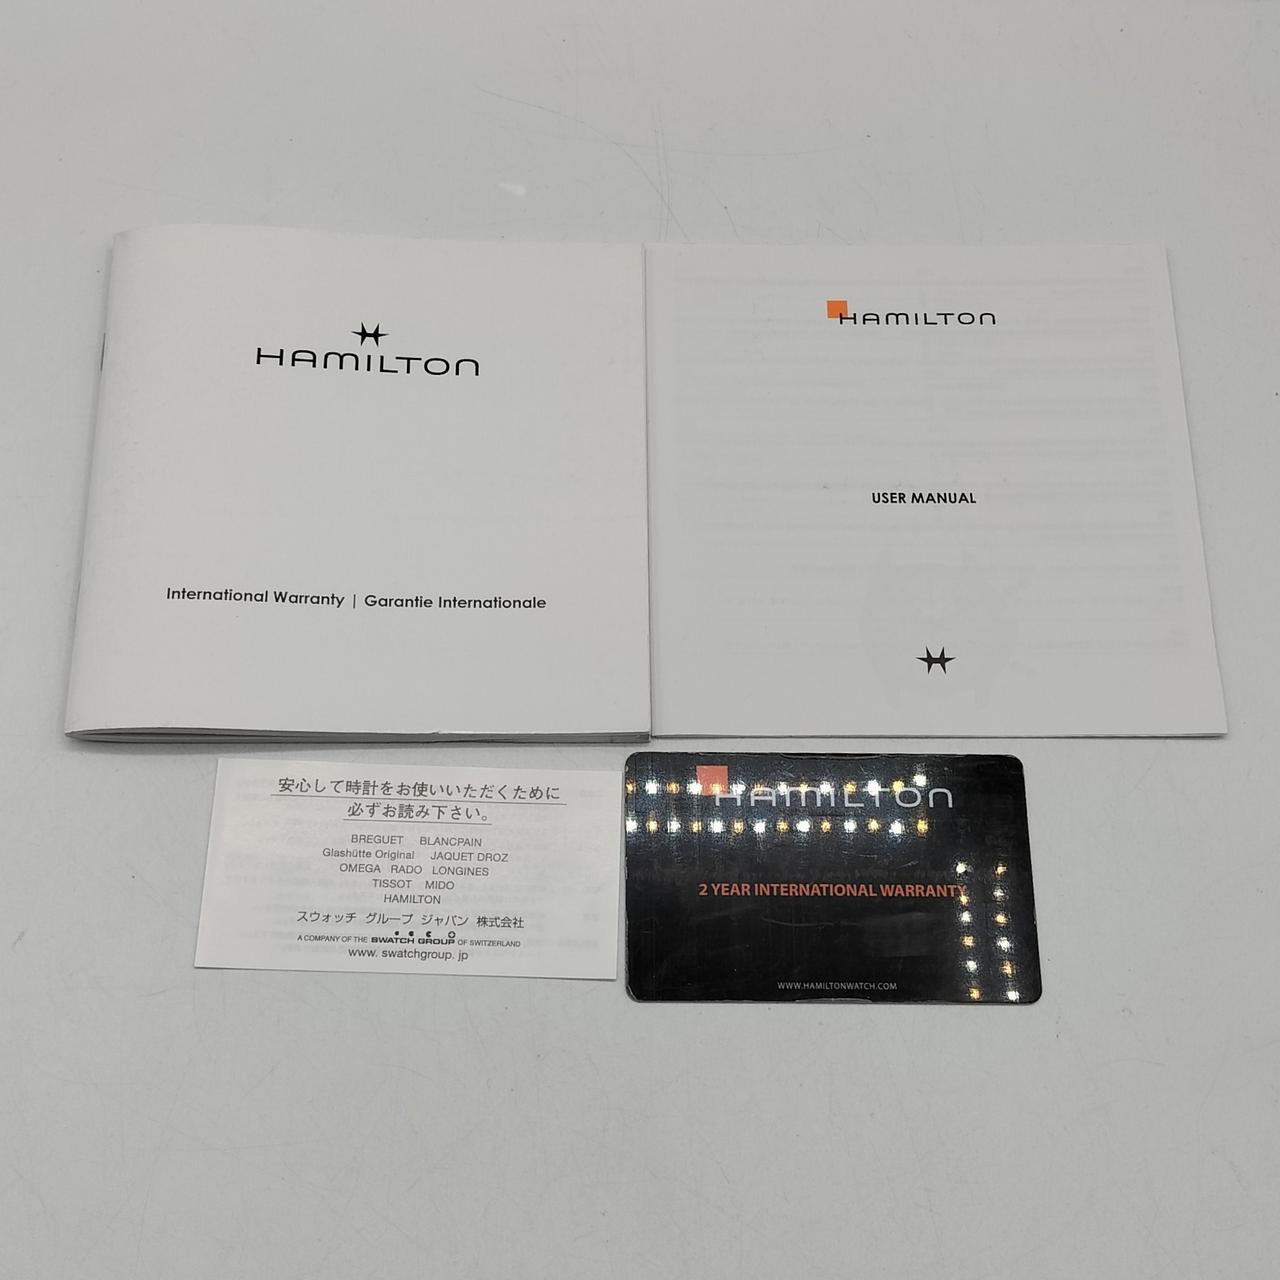 HAMILTON
International Warranty | Garantie Internationale
HAMILTON
USER MANUAL
安心して時計をお使いいただくために
必ずお読み下さい。
BREGUET BLANCPAIN
Glashütte Original JAQUET DROZ
OMEGA RADO LONGINES
TISSOT MIDO
HAMILTON
スウォッチ グループ ジャパン 株式会社
A COMPANY OF THE SWATCH GROUP OF SWITZERLAND
www. swatchgroup. jp
HAMILTON
2 YEAR INTERNATIONAL WARRANTY
WWW.HAMILTONWATCH.COM